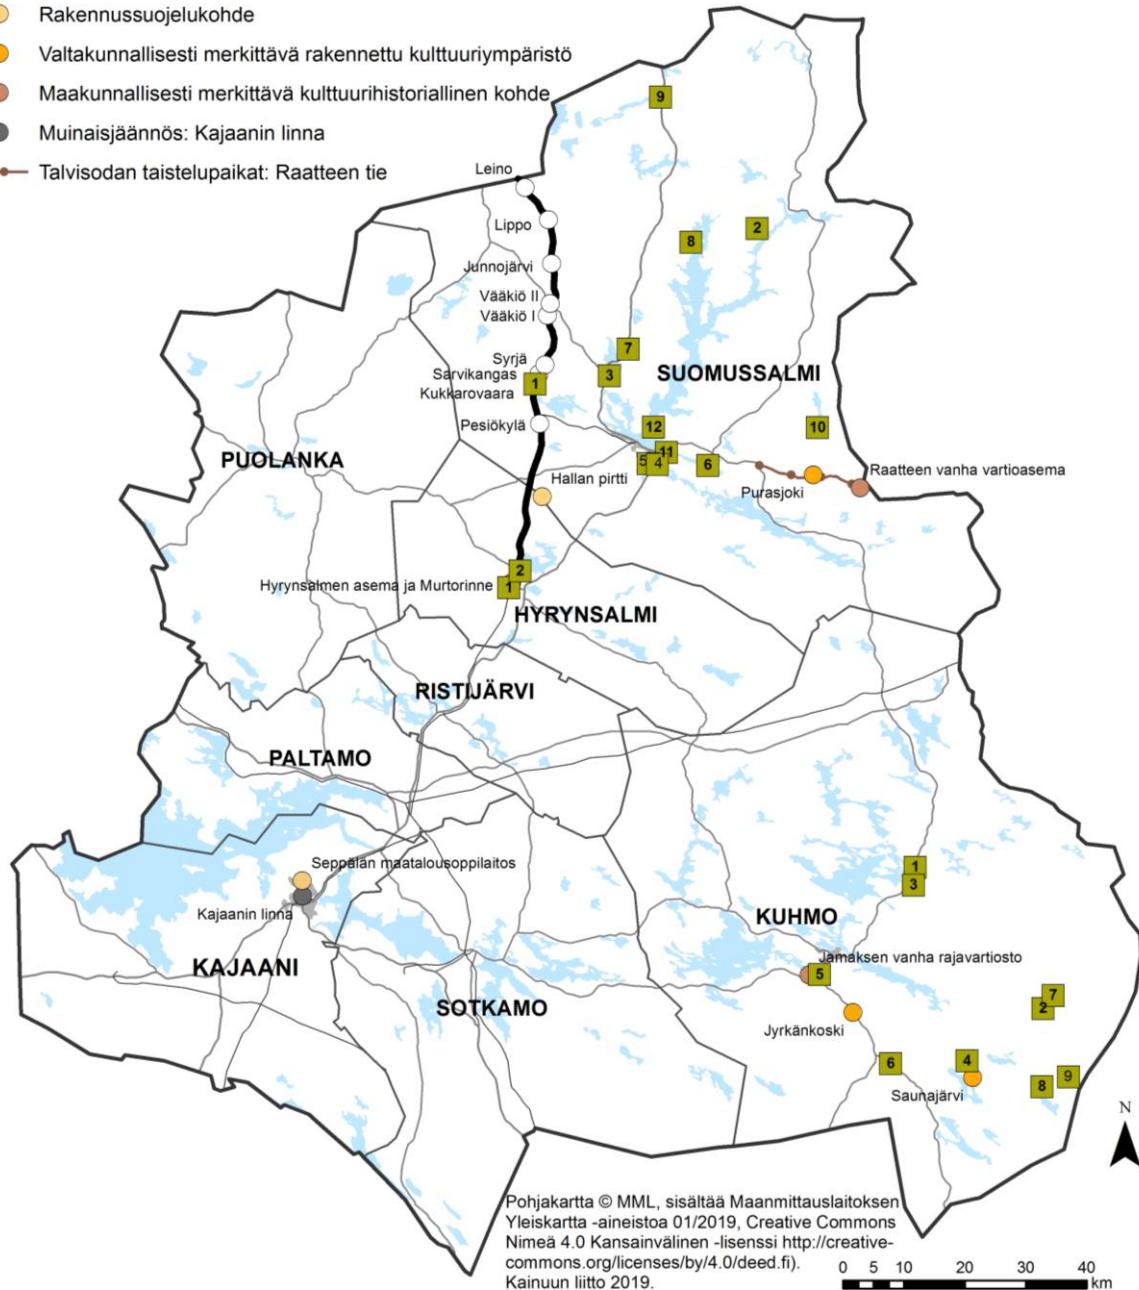 Rakennussuojelukohde
Valtakunnallisesti merkittävä rakennettu kulttuuriympäristö
Maakunnallisesti merkittävä kulttuurihistoriallinen kohde
Muinaisjäännös: Kajaanin linna
Talvisodan taistelupaikat: Raatteen tie
9
Leino
Lippo
2
8
Junnojärvi
Vääkiö II
Vääkiö I
7
Syrjä
SUOMUSSALMI
Sarvikangas
3
1
Kukkarovaara
Pesiökylä
12
10
PUOLANKA
11
5
4
6
Raatteen vanha vartioasema
Hallan pirtti
Purasjoki
2
Hyrynsalmen asema ja Murtorinne
1
HYRYNSALMI
RISTIJÄRVI
PALTAMO
Seppälän maatalousoppilaitos
1
3
Kajaanin linna
KUHMO
KAJAANI
Jämaksen vanha rajavartiosto
5
SOTKAMO
7
2
Jyrkänkoski
6
4
9
8
Saunajärvi
N
Pohjakartta © MML, sisältää Maanmittauslaitoksen
Yleiskartta -aineistoa 01/2019, Creative Commons
Nimeä 4.0 Kansainvälinen -lisenssi http://creative-
commons.org/licenses/by/4.0/deed.fi).
Kainuun liitto 2019.
0 5 10 20 30 40
km